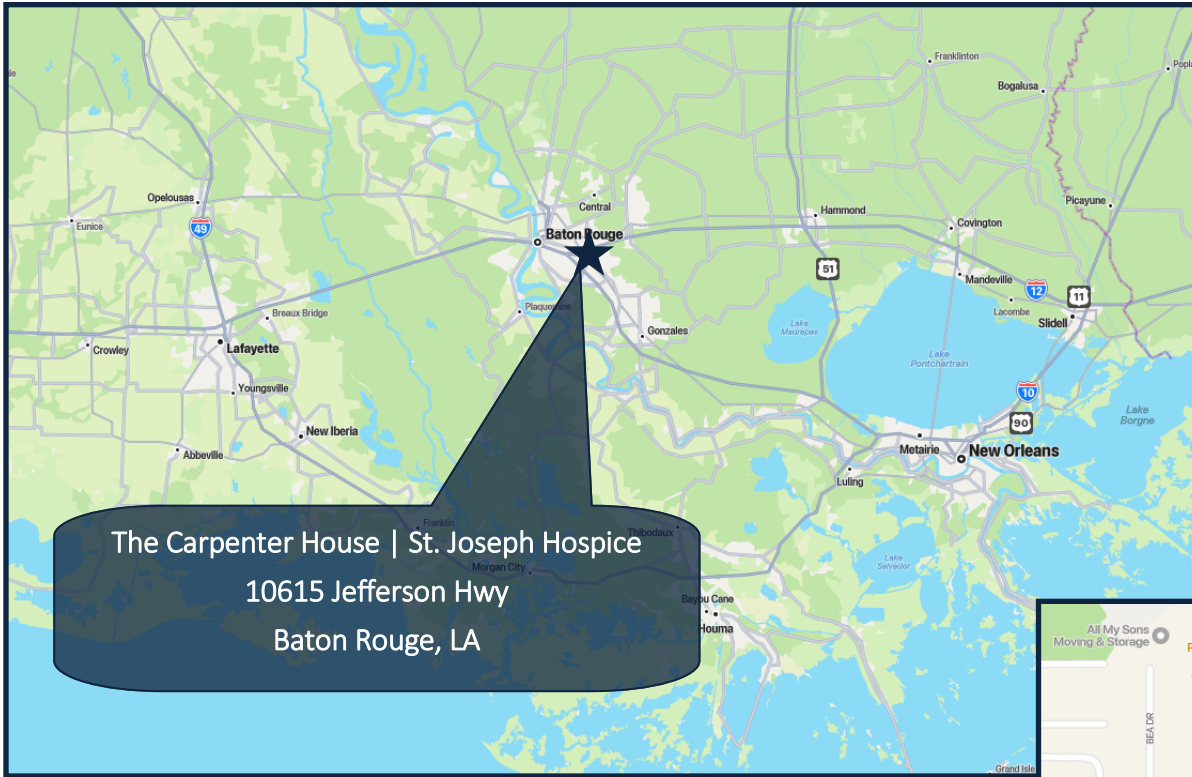 Franklinton
Bogalusa
Opelousas
Central
Eunice
49
Hammond
Picayune
Covington
Baton Rouge
51
Mandeville
12
11
Lacombe
Slidell
Plaquemine
Breaux Bridge
Lake
Maurepas
Gonzales
Crowley
Lafayette
Lake
Pontchartrain
Youngsville
10
Lake
Borgne
90
New Iberia
Abbeville
Metairie
New Orleans
Luling
Franklin
Thibodaux
The Carpenter House | St. Joseph Hospice
10615 Jefferson Hwy
Baton Rouge, LA
Morgan City
Lake
Salvador
Bayou Cane
Houma
All My Sons
Moving & Storage
BEA DR
Grand Isle